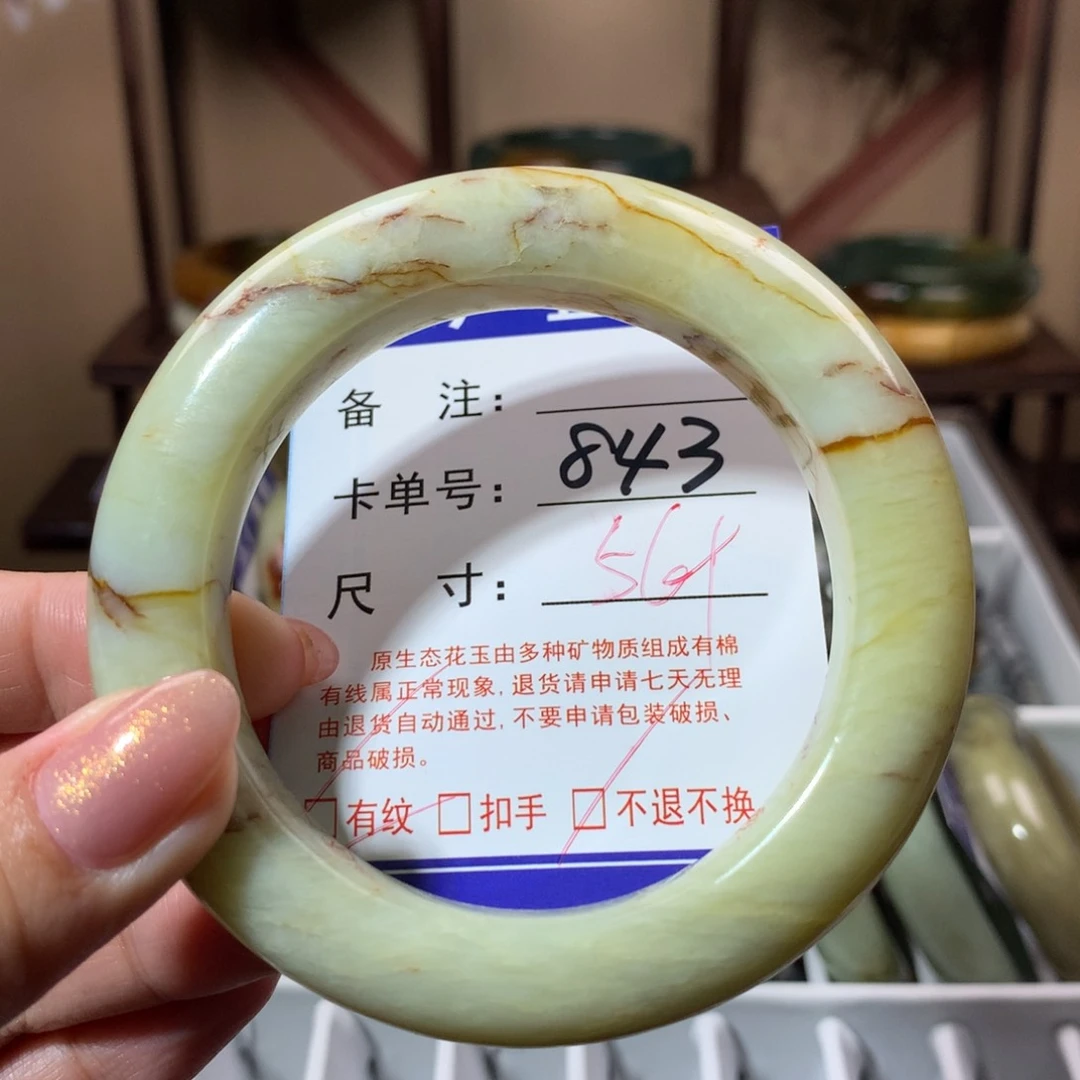 备 注:
卡单号: 843
尺 寸:
原生态花玉由多种矿物质组成有棉
有线属正常现象, 退货请申请七天无理
由退货自动通过, 不要申请包装破损、
商品破损。
□有纹 □扣手 □不退不换